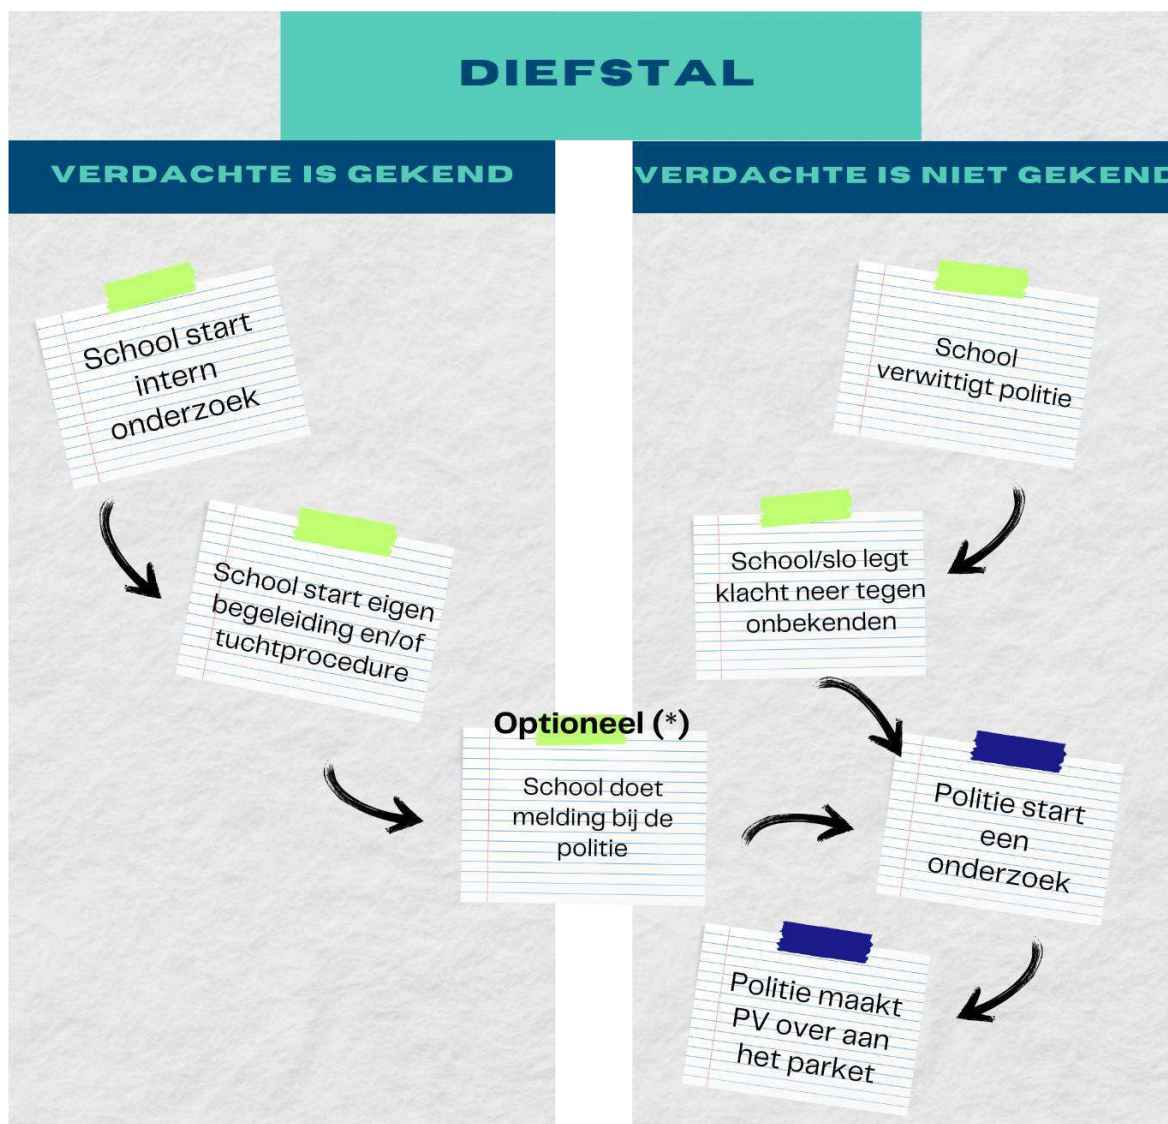 DIEFSTAL
VERDACHTE IS GEKEND
School start
intern
onderzoek
School start eigen
begeleiding en/of
tuchtprocedure
Optioneel (*)
School doet
melding bij de
politie
VERDACHTE IS NIET GEKEND
School
verwittigt politie
School/slo legt
klacht neer tegen
onbekenden
Politie start
een
onderzoek
Politie maakt
PV over aan
het parket